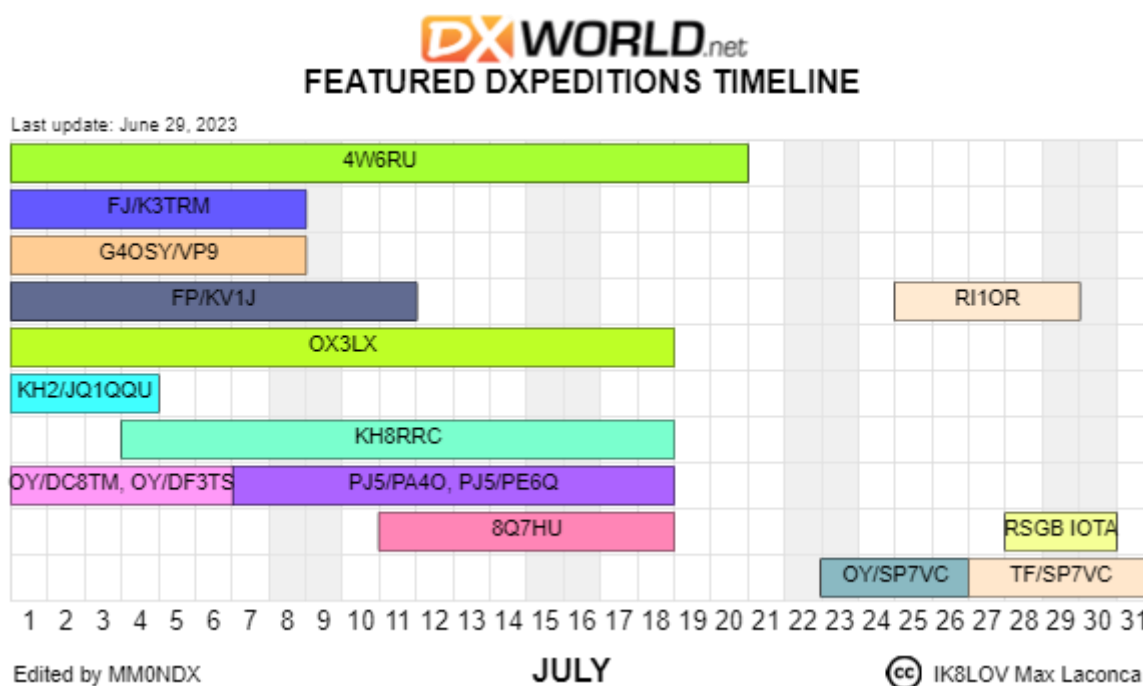 DX WORLD.net
FEATURED DXPEDITIONS TIMELINE
Last update: June 29, 2023
4W6RU
FJ/K3TRM
G4OSY/VP9
FP/KV1J
RI1OR
OX3LX
KH2/JQ1QQU
KH8RRC
OY/DC8TM, OY/DF3TS
PJ5/PA4O, PJ5/PE6Q
8Q7HU
RSGB IOTA
OY/SP7VC
TF/SP7VC
1 2 3 4 5 6 7 8 9 10 11 12 13 14 15 16 17 18 19 20 21 22 23 24 25 26 27 28 29 30 31
Edited by MM0NDX
JULY
cc IK8LOV Max Laconca